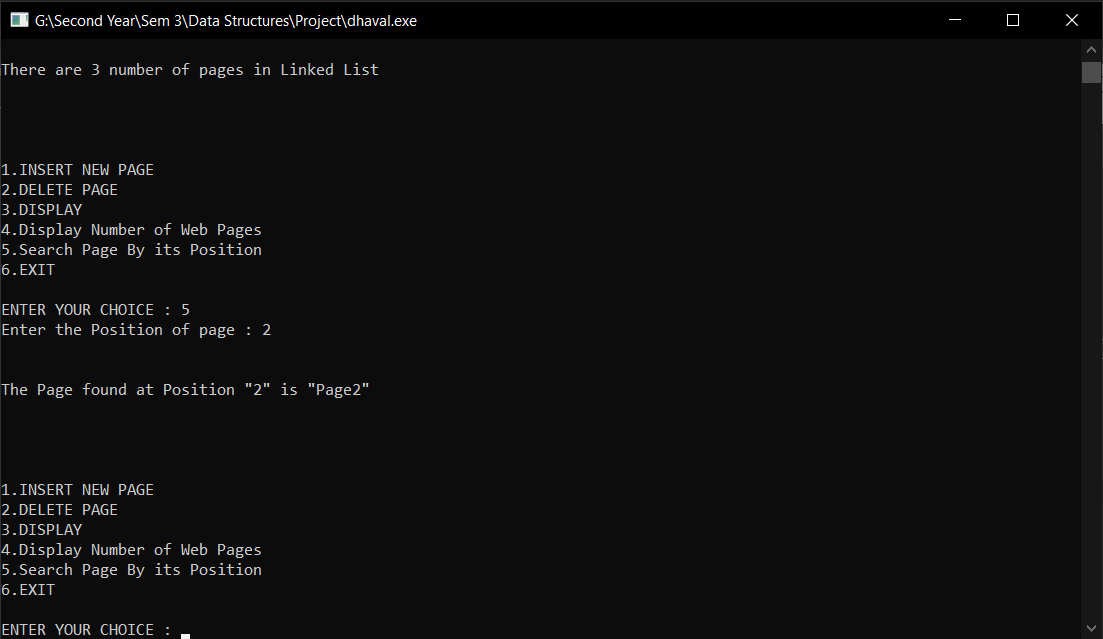 G:\Second Year\Sem 3\Data Structures\Project\dhaval.exe
There are 3 number of pages in Linked List
1.INSERT NEW PAGE
2.DELETE PAGE
3.DISPLAY
4.Display Number of Web Pages
5.Search Page By its Position
6.EXIT
ENTER YOUR CHOICE : 5
Enter the Position of page : 2
The Page found at Position "2" is "Page2"
1.INSERT NEW PAGE
2.DELETE PAGE
3.DISPLAY
4.Display Number of Web Pages
5.Search Page By its Position
6.EXIT
ENTER YOUR CHOICE :